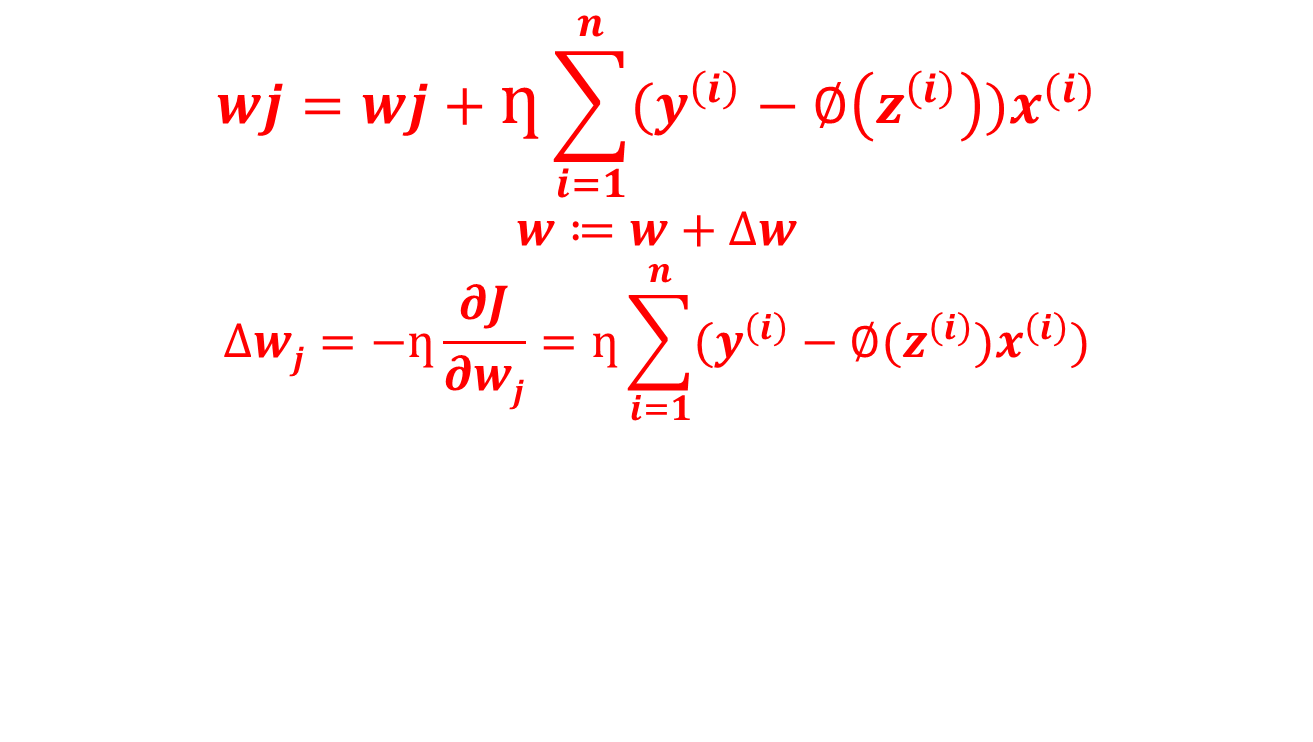 wj = wj + η ∑_{i=1}^{n} (y^{(i)} − ∅(z^{(i)}))x^{(i)}
w ≔ w + Δw
Δw_j = −η ∂J/∂w_j = η ∑_{i=1}^{n} (y^{(i)} − ∅(z^{(i)})x^{(i)})